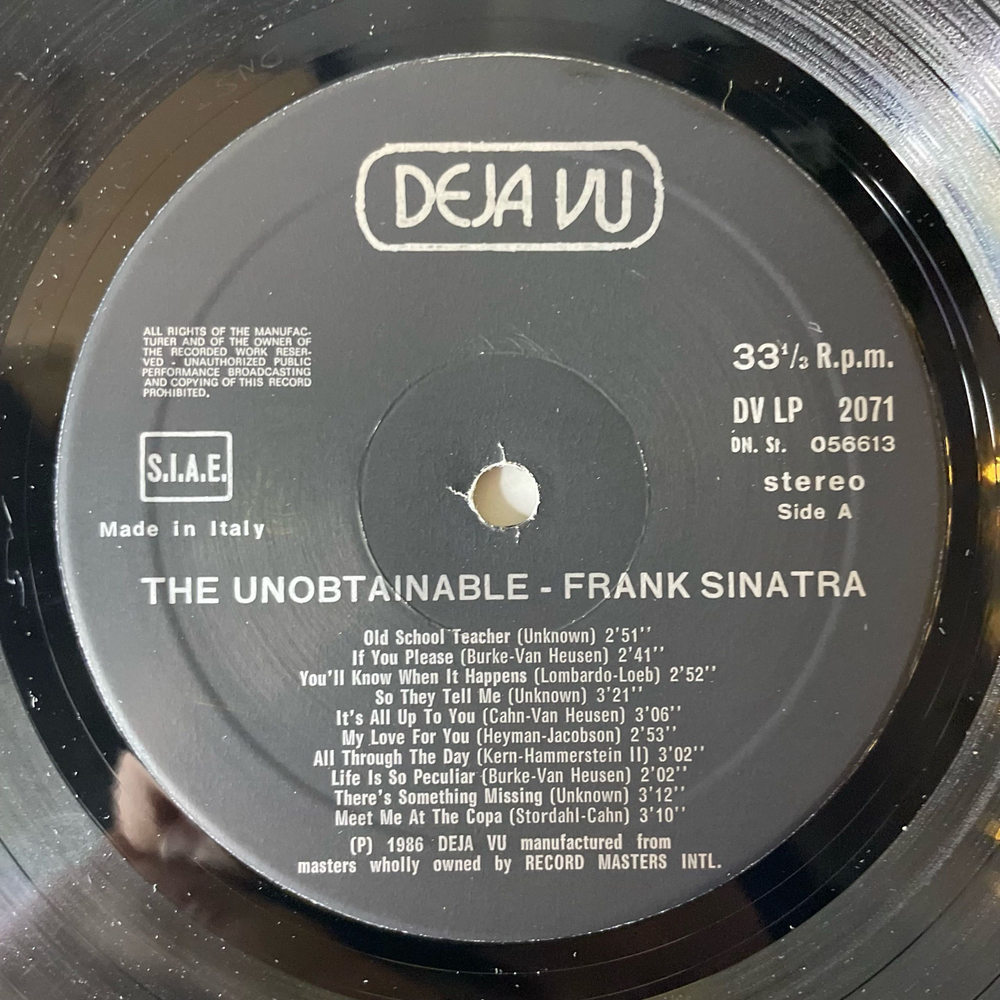 DEJA VU
ALL RIGHTS OF THE MANUFAC-
TURER AND OF THE OWNER OF
THE RECORDED WORK RESER-
VED - UNAUTHORIZED PUBLIC
PERFORMANCE BROADCASTING
AND COPYING OF THIS RECORD
PROHIBITED.
S.I.A.E.
Made in Italy
33 1/3 R.p.m.
DV LP 2071
DN. St. 056613
stereo
Side A
THE UNOBTAINABLE - FRANK SINATRA
Old School Teacher (Unknown) 2'51''
If You Please (Burke-Van Heusen) 2'41''
You'll Know When It Happens (Lombardo-Loeb) 2'52''
So They Tell Me (Unknown) 3'21''
It's All Up To You (Cahn-Van Heusen) 3'06''
My Love For You (Heyman-Jacobson) 2'53''
All Through The Day (Kern-Hammerstein II) 3'02''
Life Is So Peculiar (Burke-Van Heusen) 2'02''
There's Something Missing (Unknown) 3'12''
Meet Me At The Copa (Stordahl-Cahn) 3'10''
(P) 1986 DEJA VU manufactured from
masters wholly owned by RECORD MASTERS INTL.